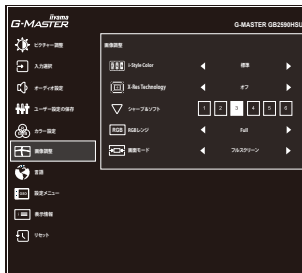 iiyama
G-MASTER
G-MASTER GB2590HSU
ピクチャー調整
入力選択
オーディオ設定
ユーザー設定の保存
カラー設定
画像調整
言語
OSD 設定メニュー
表示情報
リセット
画像調整
i-Style Color 標準
X-Res Technology オフ
シャープ&ソフト 1 2 3 4 5 6
RGB RGBレンジ Full
画面モード フルスクリーン